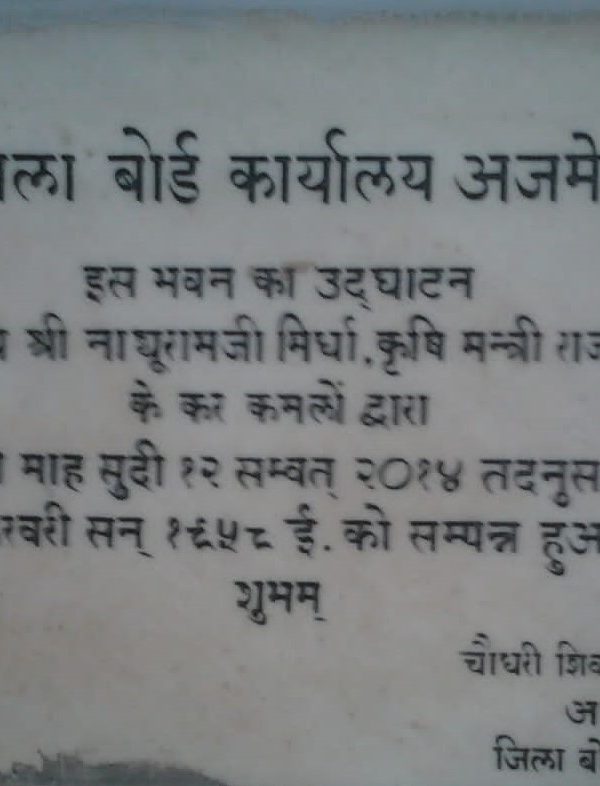 ला बोर्ड कार्यालय अजमे
इस भवन का उद्घाटन
श्री नाथूरामजी मिर्धा, कृषि मन्त्री राज
के कर कमलों द्वारा
माह सुदी १२ सम्वत् २०१४ तदनुस
रवरी सन् १९५८ ई. को सम्पन्न हुआ
शुभम्
चौधरी शिव
अ
जिला बो